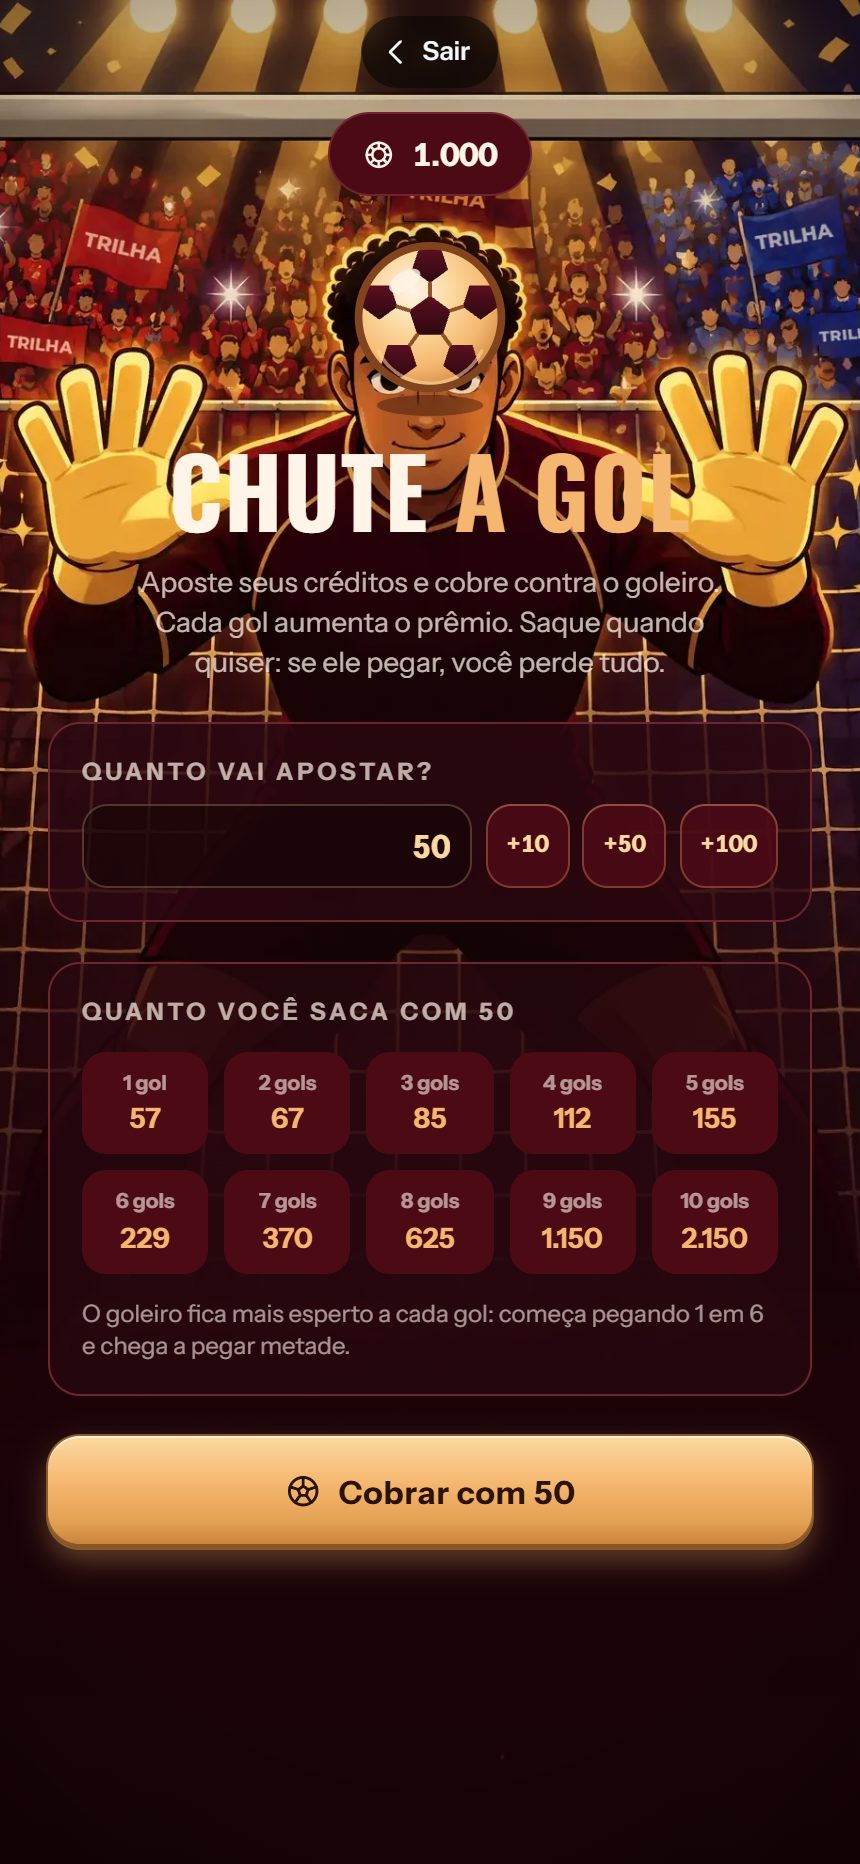 Sair
1.000
TRILHA
TRILHA
TRILHA
TRILHA
CHUTE A GOL
Aposte seus créditos e cobre contra o goleiro.
Cada gol aumenta o prêmio. Saque quando
quiser: se ele pegar, você perde tudo.
QUANTO VAI APOSTAR?
50 +10 +50 +100
QUANTO VOCÊ SACA COM 50
1 gol 2 gols 3 gols 4 gols 5 gols
57 67 85 112 155
6 gols 7 gols 8 gols 9 gols 10 gols
229 370 625 1.150 2.150
O goleiro fica mais esperto a cada gol: começa pegando 1 em 6
e chega a pegar metade.
Cobrar com 50